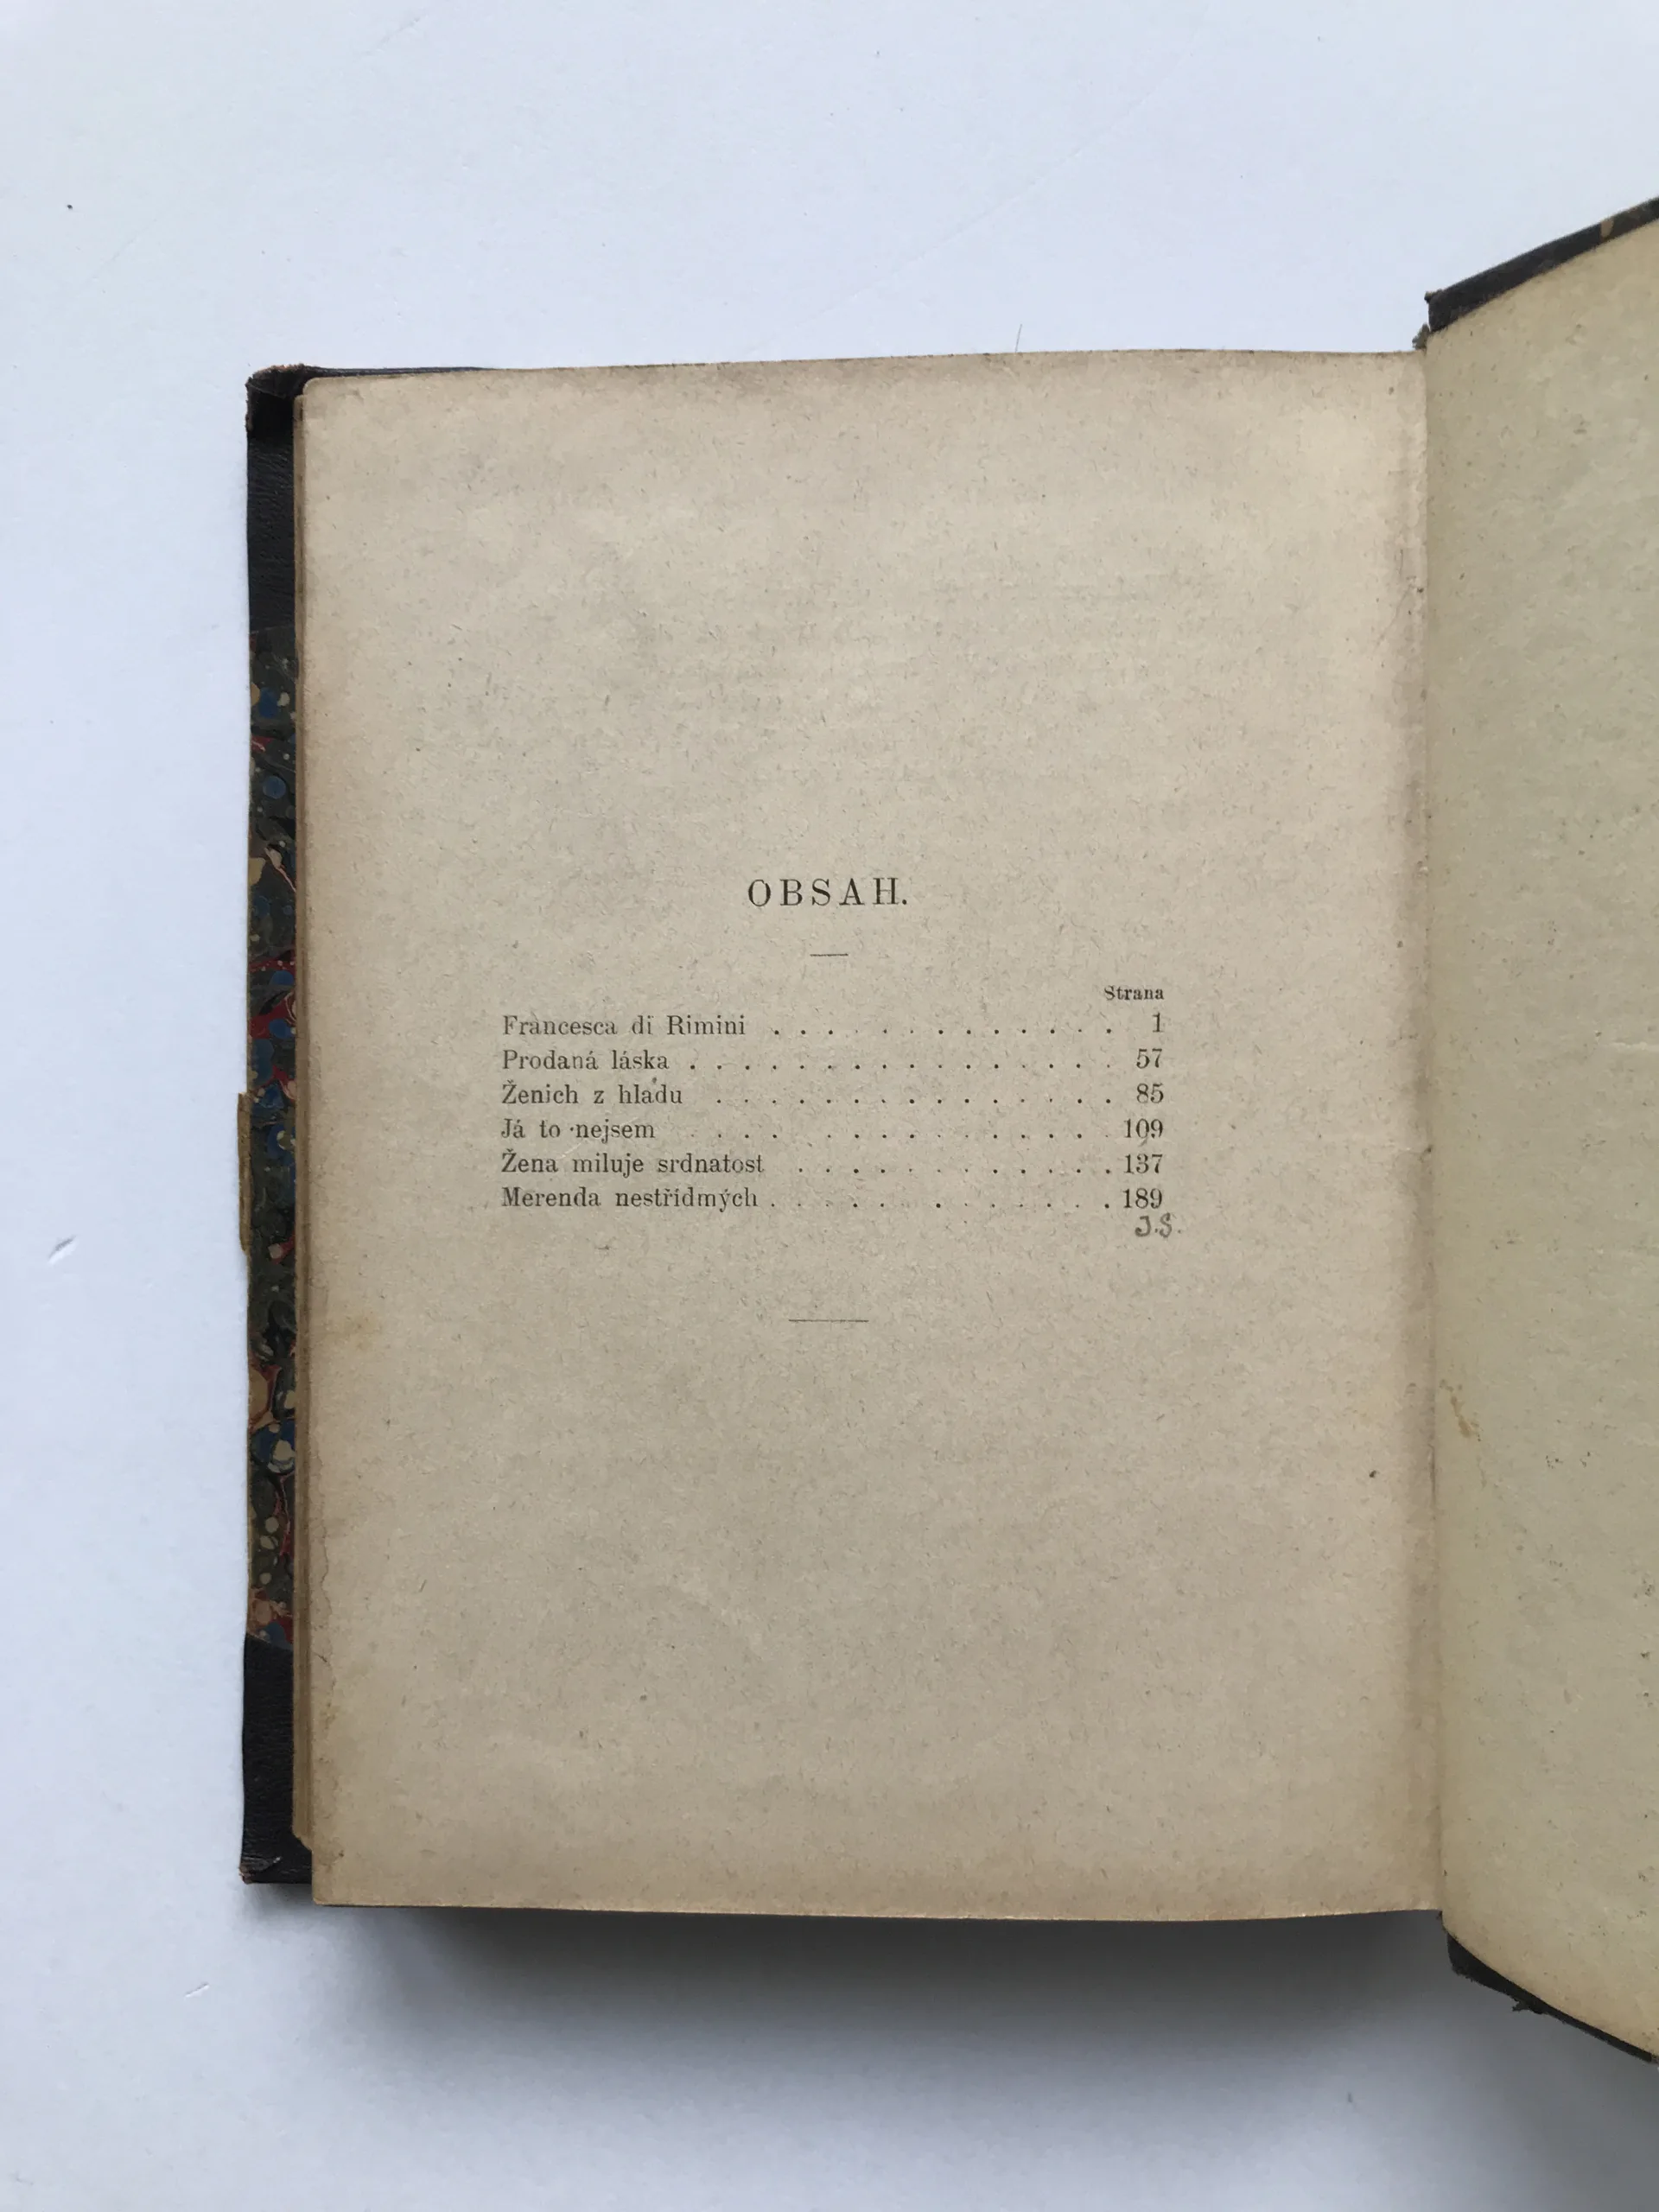 OBSAH.
Strana
Francesca di Rimini . . . . . . . . . . . . . 1
Prodaná láska . . . . . . . . . . . . . . . . 57
Ženich z hladu . . . . . . . . . . . . . . . 85
Já to nejsem . . . . . . . . . . . . . . 109
Žena miluje srdnatost . . . . . . . . . . . . 137
Merenda nestřídmých . . . . . . . . . . . . . 189
J.S.